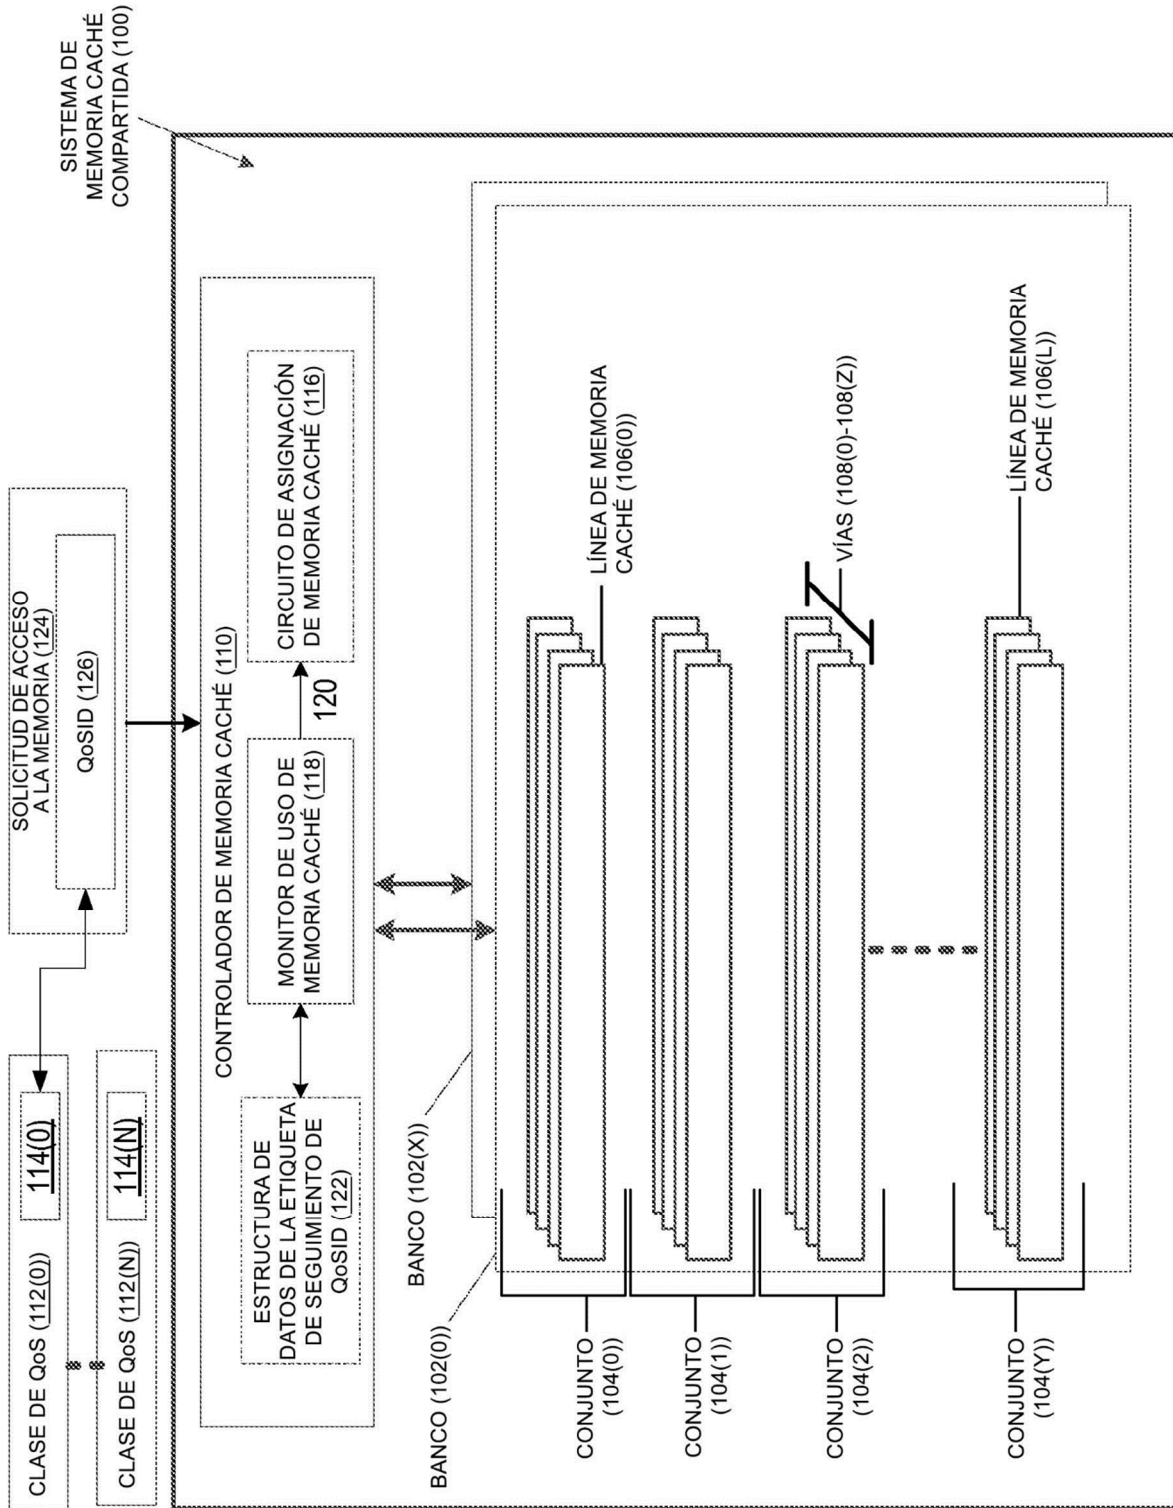 SISTEMA DE
MEMORIA CACHÉ
COMPARTIDA (100)
SOLICITUD DE ACCESO
A LA MEMORIA (124)
QoSID (126)
CLASE DE QoS (112(0))
114(0)
CLASE DE QoS (112(N))
114(N)
CONTROLADOR DE MEMORIA CACHÉ (110)
ESTRUCTURA DE
DATOS DE LA ETIQUETA
DE SEGUIMIENTO DE
QoSID (122)
MONITOR DE USO DE
MEMORIA CACHÉ (118)
120
CIRCUITO DE ASIGNACIÓN
DE MEMORIA CACHÉ (116)
BANCO (102(X))
BANCO (102(0))
CONJUNTO
(104(0))
LÍNEA DE MEMORIA
CACHÉ (106(0))
CONJUNTO
(104(1))
CONJUNTO
(104(2))
VÍAS (108(0)-108(Z))
CONJUNTO
(104(Y))
LÍNEA DE MEMORIA
CACHÉ (106(L))